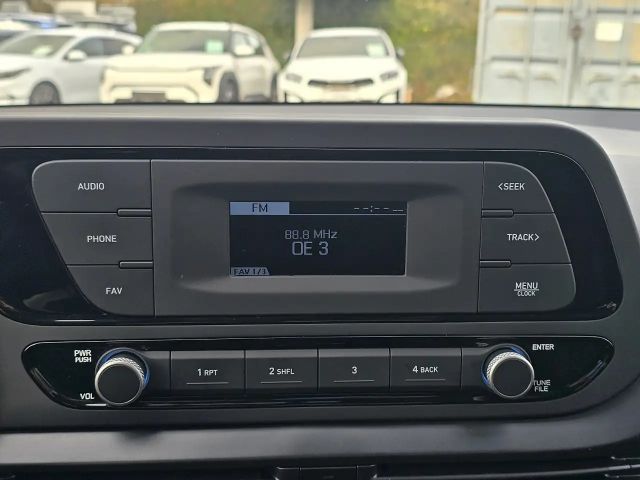 AUDIO
PHONE
FAV
FM --:-- --
88.8 MHz
OE 3
FAV 1/3
<SEEK
TRACK>
MENU
CLOCK
PWR
PUSH
VOL
1 RPT
2 SHFL
3
4 BACK
ENTER
TUNE
FILE